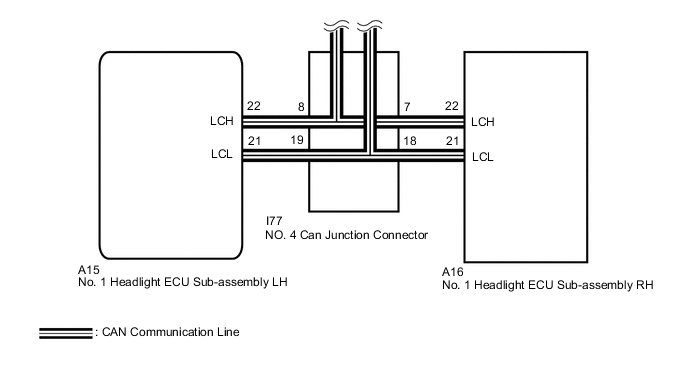 22 8 7 22
LCH LCH
21 19 18 21
LCL LCL
I77
NO. 4 Can Junction Connector
A15
No. 1 Headlight ECU Sub-assembly LH
A16
No. 1 Headlight ECU Sub-assembly RH
: CAN Communication Line